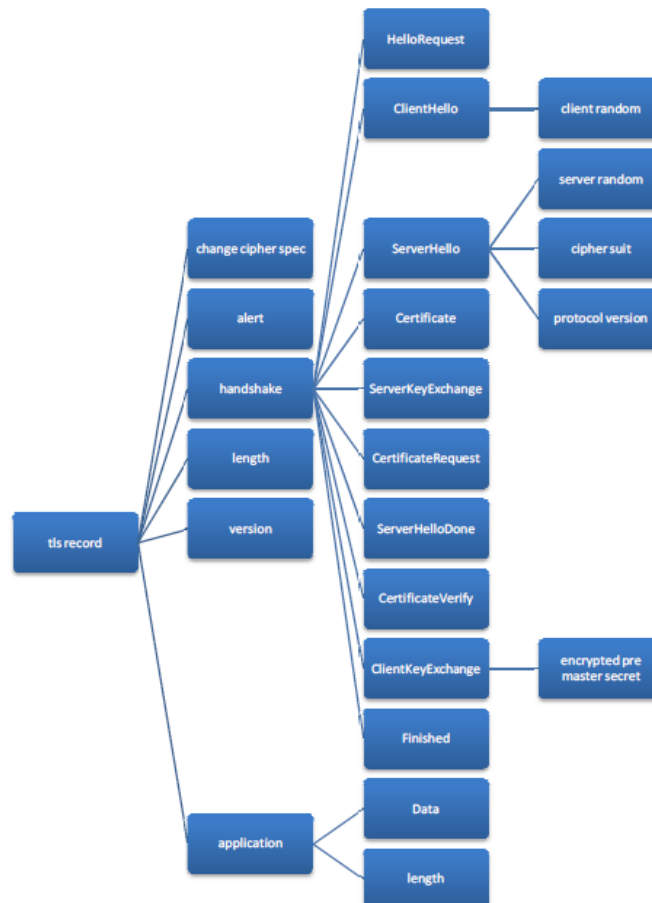 HelloRequest
ClientHello
client random
server random
change cipher spec
ServerHello
cipher suit
alert
Certificate
protocol version
handshake
ServerKeyExchange
length
CertificateRequest
tls record
version
ServerHelloDone
CertificateVerify
ClientKeyExchange
encrypted pre
master secret
Finished
Data
application
length